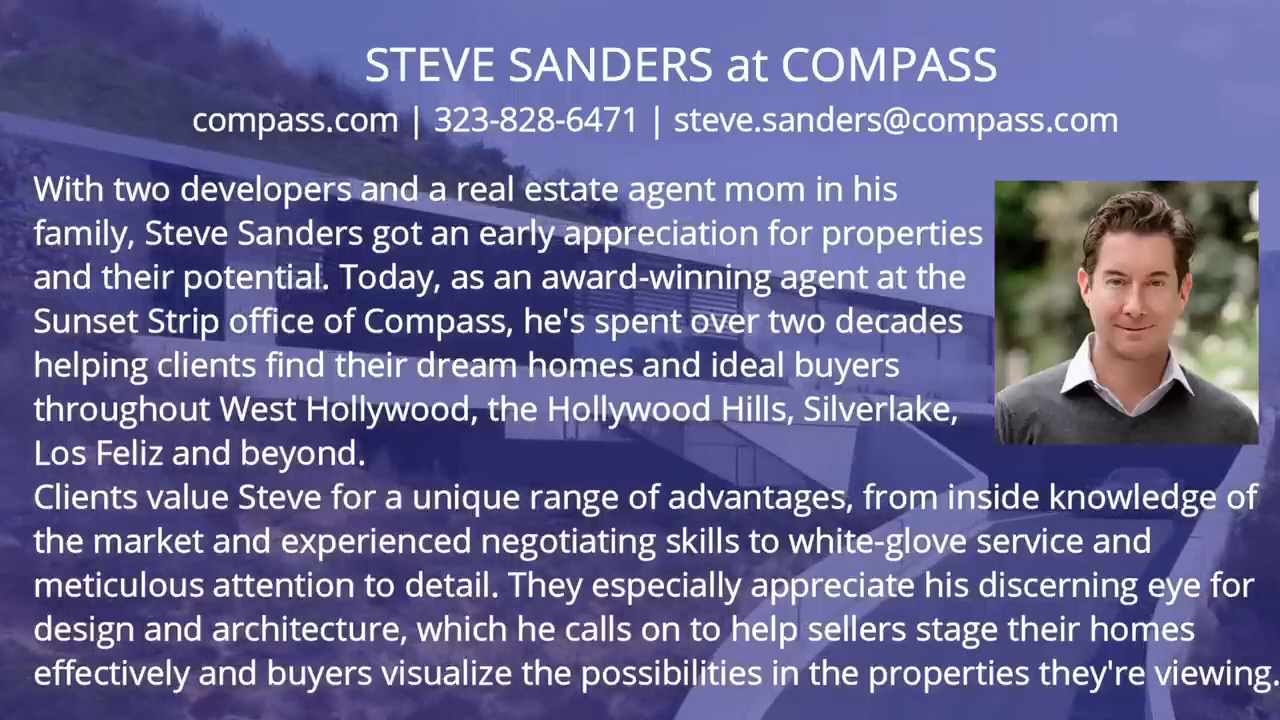 STEVE SANDERS at COMPASS
compass.com | 323-828-6471 | steve.sanders@compass.com
With two developers and a real estate agent mom in his
family, Steve Sanders got an early appreciation for properties
and their potential. Today, as an award-winning agent at the
Sunset Strip office of Compass, he's spent over two decades
helping clients find their dream homes and ideal buyers
throughout West Hollywood, the Hollywood Hills, Silverlake,
Los Feliz and beyond.
Clients value Steve for a unique range of advantages, from inside knowledge of
the market and experienced negotiating skills to white-glove service and
meticulous attention to detail. They especially appreciate his discerning eye for
design and architecture, which he calls on to help sellers stage their homes
effectively and buyers visualize the possibilities in the properties they're viewing.